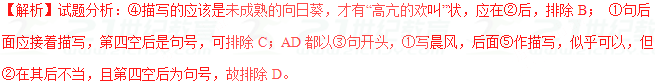 【解析】试题分析：④描写的应该是未成熟的向日葵，才有“高亢的欢叫”状，应在②后，排除 B； ①句后
面应接着描写，第四空后是句号，可排除 C；AD 都以③句开头，①写晨风，后面⑤作描写，似乎可以，但
②在其后不当，且第四空后为句号，故排除 D。